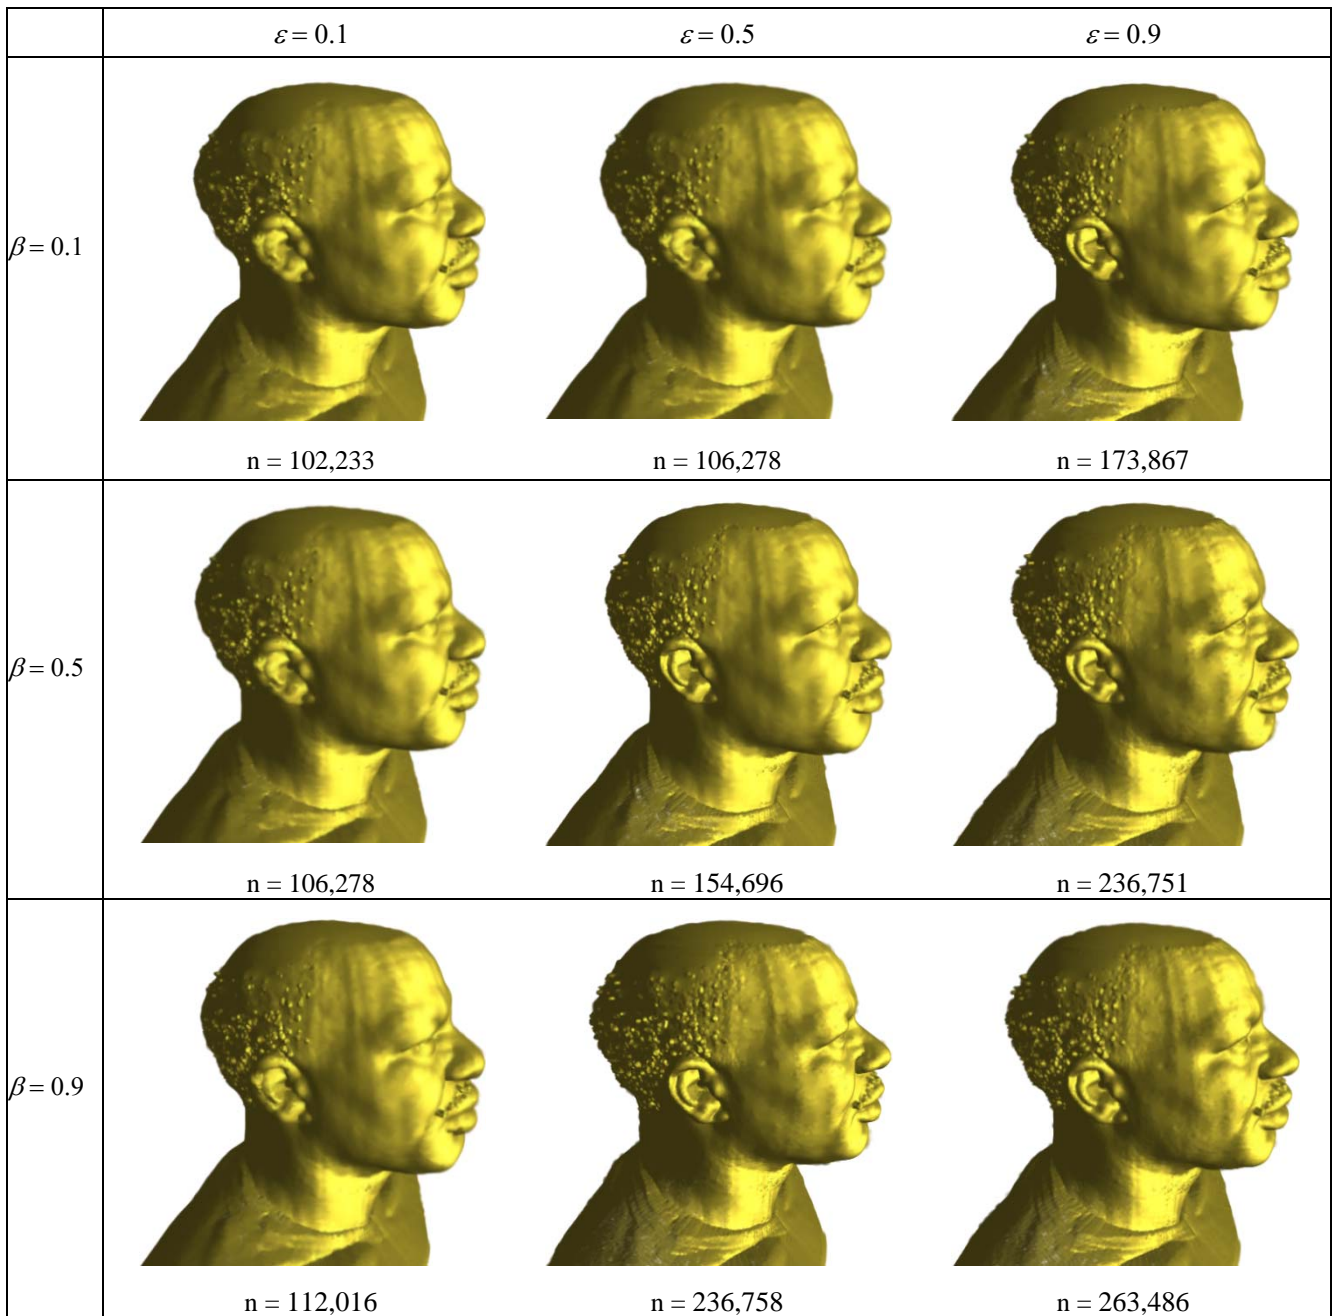 ε = 0.1 ε = 0.5 ε = 0.9
β = 0.1
n = 102,233 n = 106,278 n = 173,867
β = 0.5
n = 106,278 n = 154,696 n = 236,751
β = 0.9
n = 112,016 n = 236,758 n = 263,486